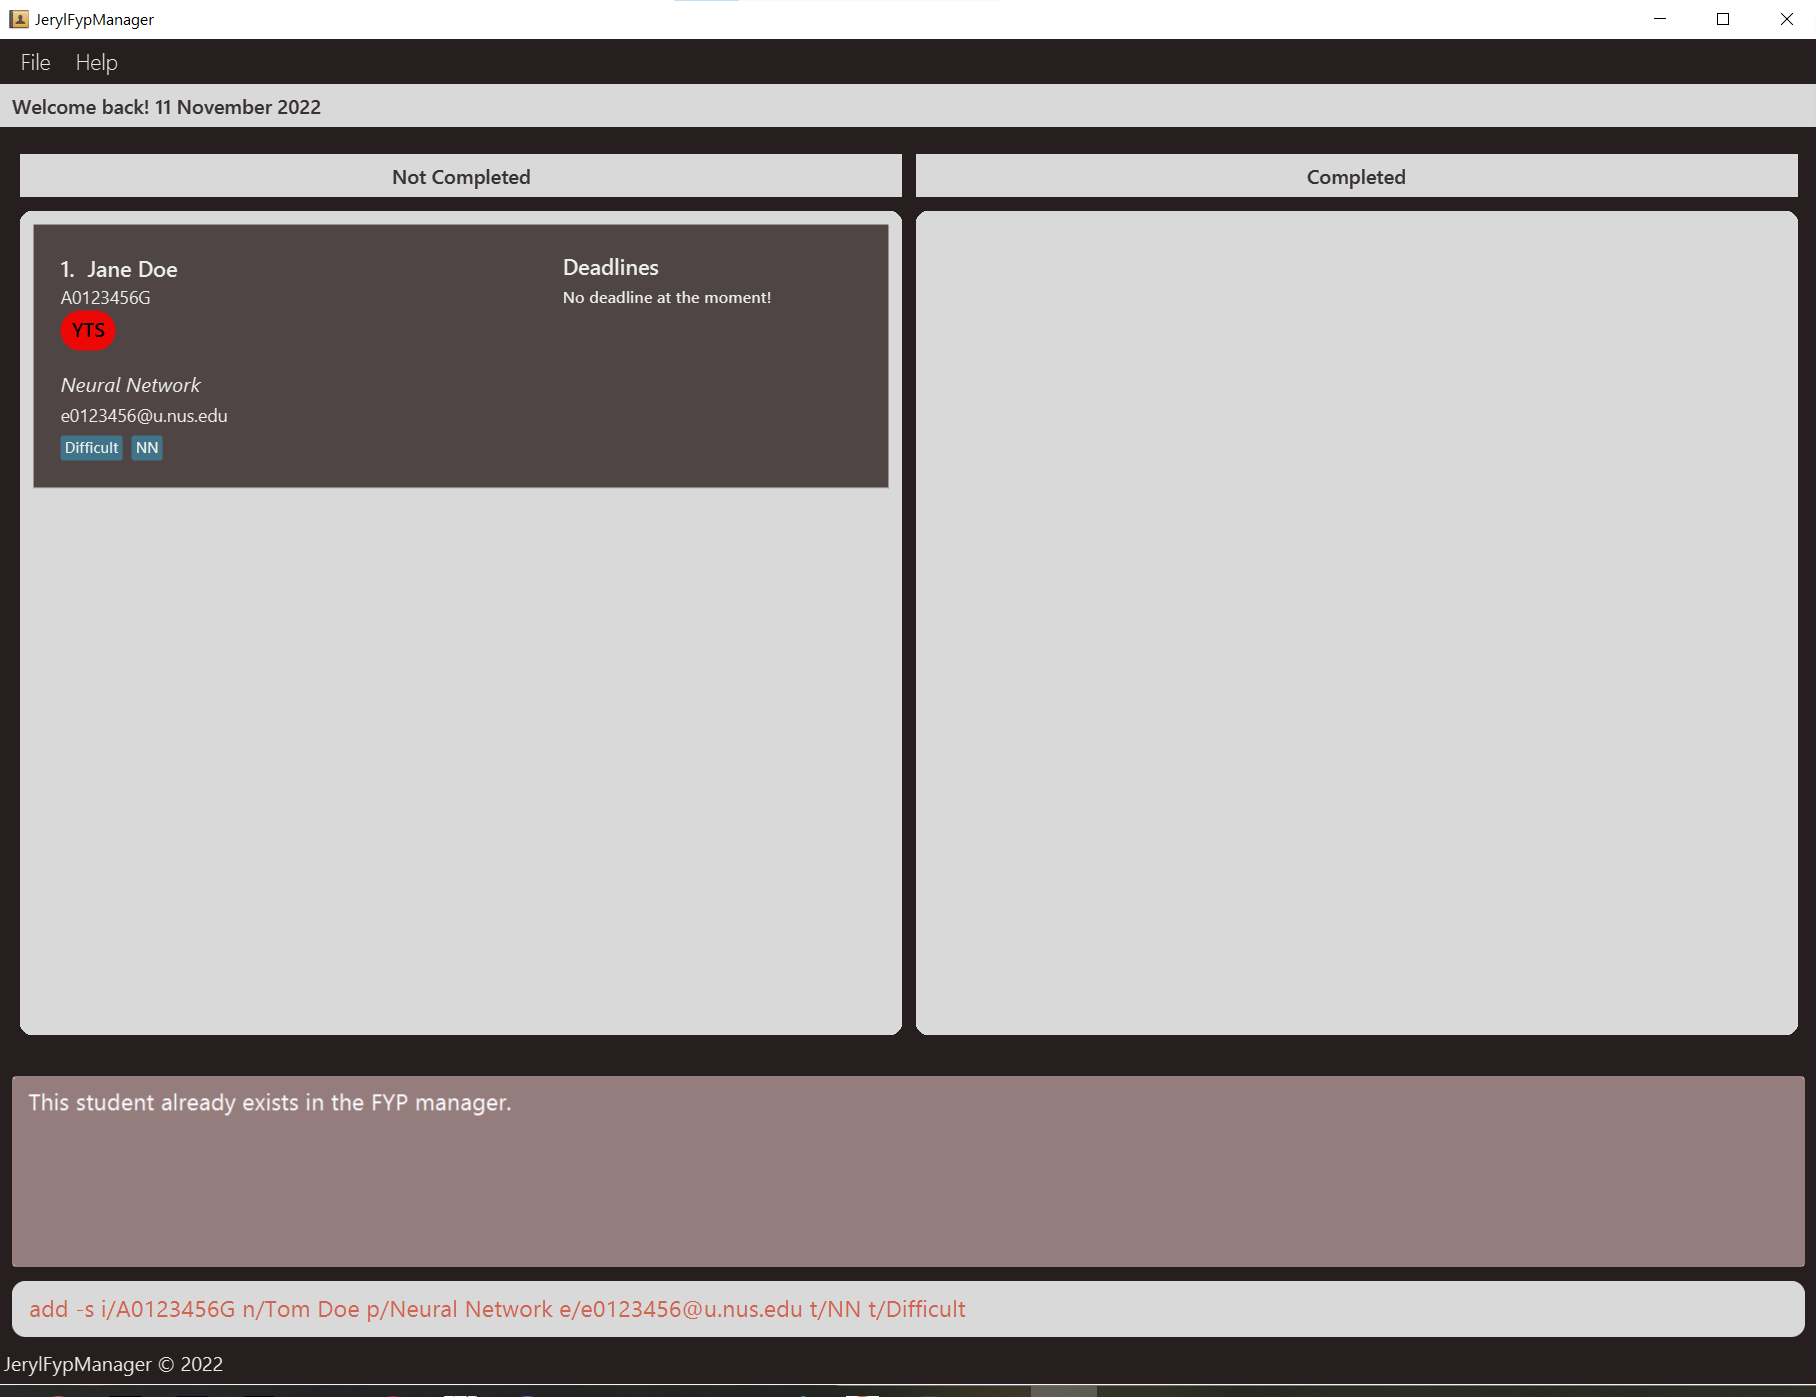 JerylFypManager
File Help
Welcome back! 11 November 2022
Not Completed
Completed
1. Jane Doe
A0123456G
YTS
Neural Network
e0123456@u.nus.edu
Difficult NN
Deadlines
No deadline at the moment!
This student already exists in the FYP manager.
add -s i/A0123456G n/Tom Doe p/Neural Network e/e0123456@u.nus.edu t/NN t/Difficult
JerylFypManager © 2022